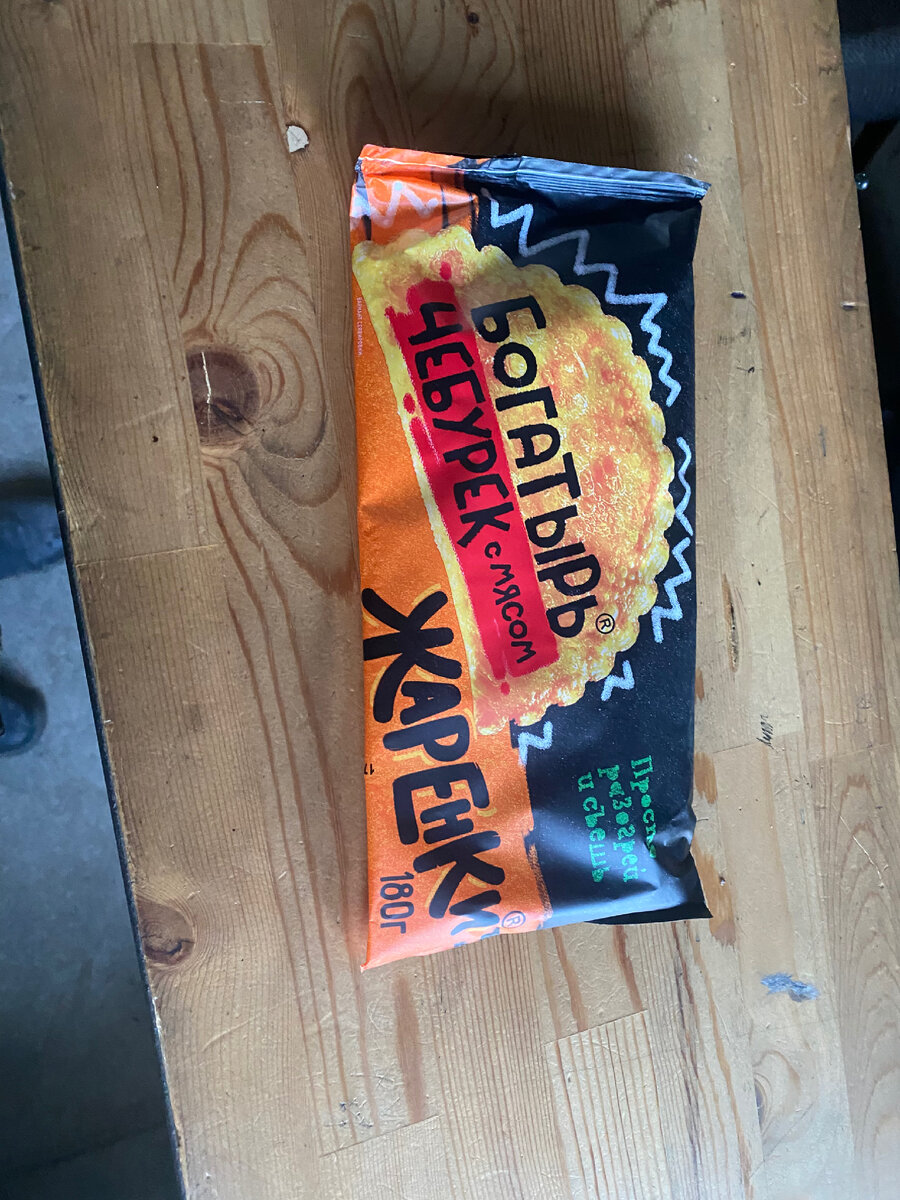 БОГАТЫРЬ®
ЧЕБУРЕК с мясом
ЖАРЕНКИ®
180г
Просто
разогрей
и съешь